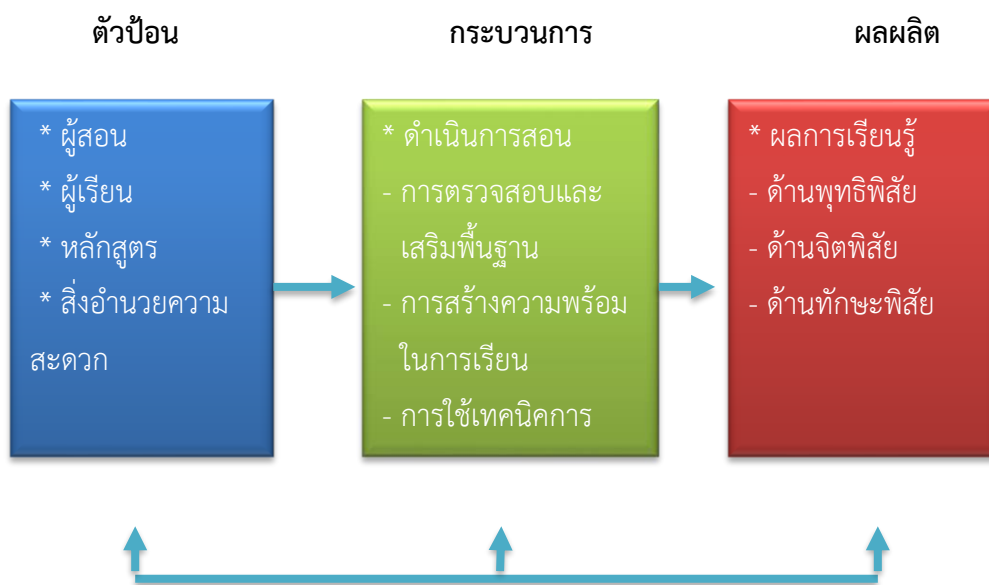 ตัวป้อน
กระบวนการ
ผลผลิต
* ผู้สอน
* ผู้เรียน
* หลักสูตร
* สิ่งอำนวยความ
สะดวก
* ดำเนินการสอน
- การตรวจสอบและ
เสริมพื้นฐาน
- การสร้างความพร้อม
ในการเรียน
- การใช้เทคนิคการ
* ผลการเรียนรู้
- ด้านพุทธิพิสัย
- ด้านจิตพิสัย
- ด้านทักษะพิสัย